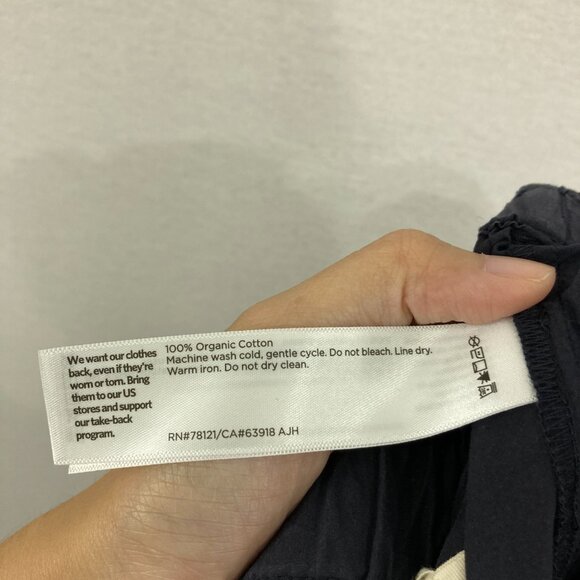 We want our clothes
back, even if they're
worn or torn. Bring
them to our US
stores and support
our take-back
program.
100% Organic Cotton
Machine wash cold, gentle cycle. Do not bleach. Line dry.
Warm iron. Do not dry clean.
RN#78121/CA#63918 AJH